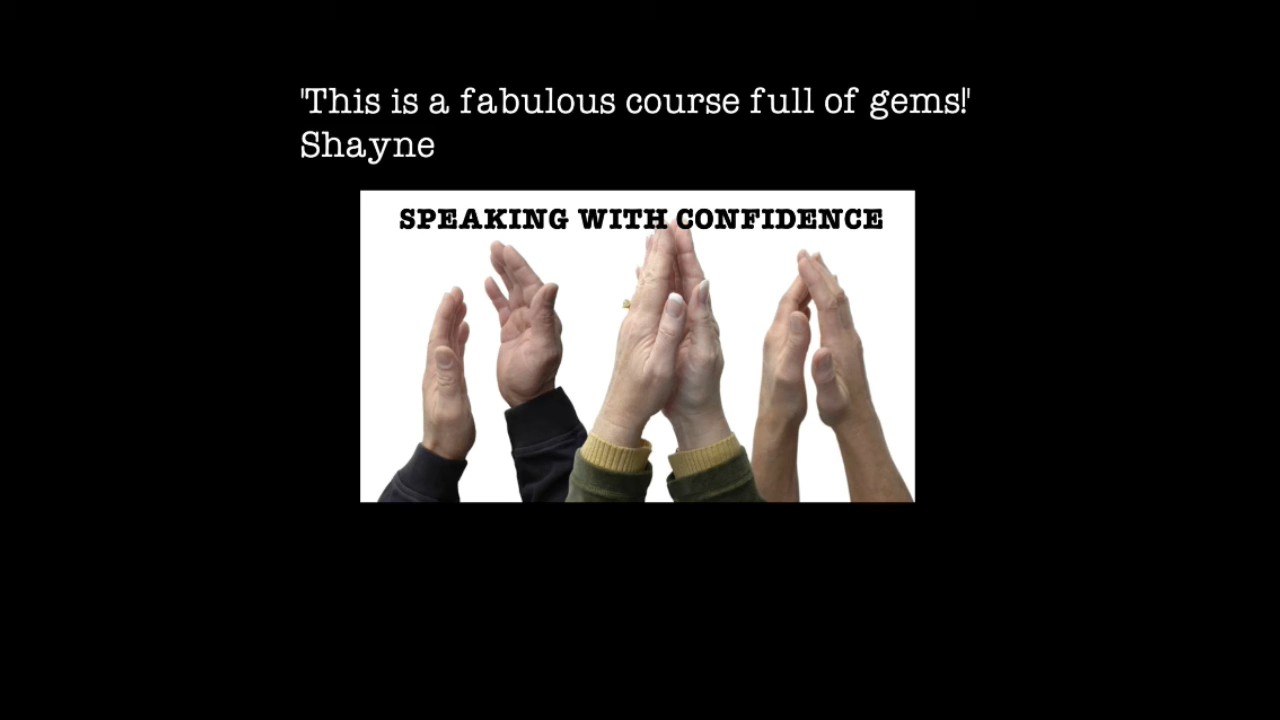 'This is a fabulous course full of gems!'
Shayne
SPEAKING WITH CONFIDENCE